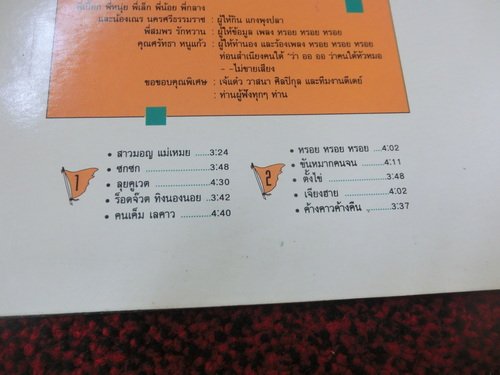 พี่หนุ่ย พี่เล็ก พี่น้อย พี่กลาง
และน้องเณร นครศรีธรรมราช : ผู้ให้กิน แกงพุงปลา
พี่สมพร รักหวาน : ผู้ให้ข้อมูล เพลง หรอย หรอย หรอย
คุณศรัทธา หนูแก้ว : ผู้ให้ทำนอง และร้องเพลง หรอย หรอย หรอย
ท่อนสำเนียงคนใต้ "ว่า ออ ออ ว่าคนใต้หัวหมอ
- -ไม่ขายเสียง
ขอขอบคุณพิเศษ : เจ้แต๋ว วาสนา ศิลปิกุล และทีมงานดีเดย์
: ท่านผู้ฟังทุกๆ ท่าน
1
• สาวมอญ แม่เหมย ......3:24
• ซกซก ......3:48
• ลุยคูเวต ......4:30
• ร็อดจ๊วต ทิงนองนอย ..3:42
• คนเค็ม เลคาว ......4:40
2
• หรอย หรอย หรอย ..4:02
• ขันหมากคนจน ......4:11
• ตั้งไข่ ......3:48
• เจียงฮาย ......4:02
• ค้างคาวค้างคืน ......3:37